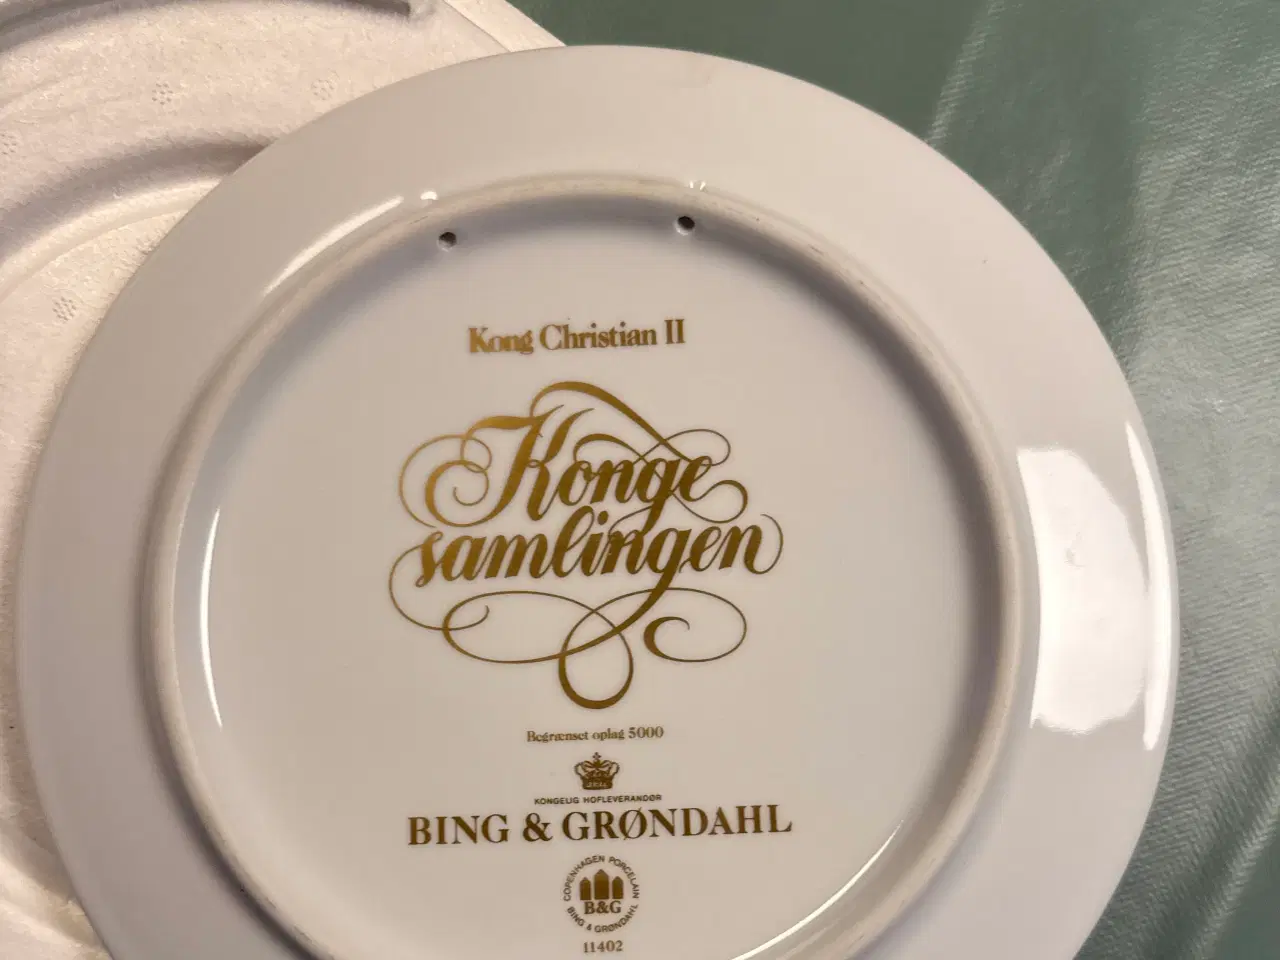 Kong Christian II
Konge
samlingen
Begrænset oplag 5000
KONGELIG HOFLEVERANDØR
BING & GRØNDAHL
COPENHAGEN PORCELAIN
B&G
BING & GRØNDAHL
11402